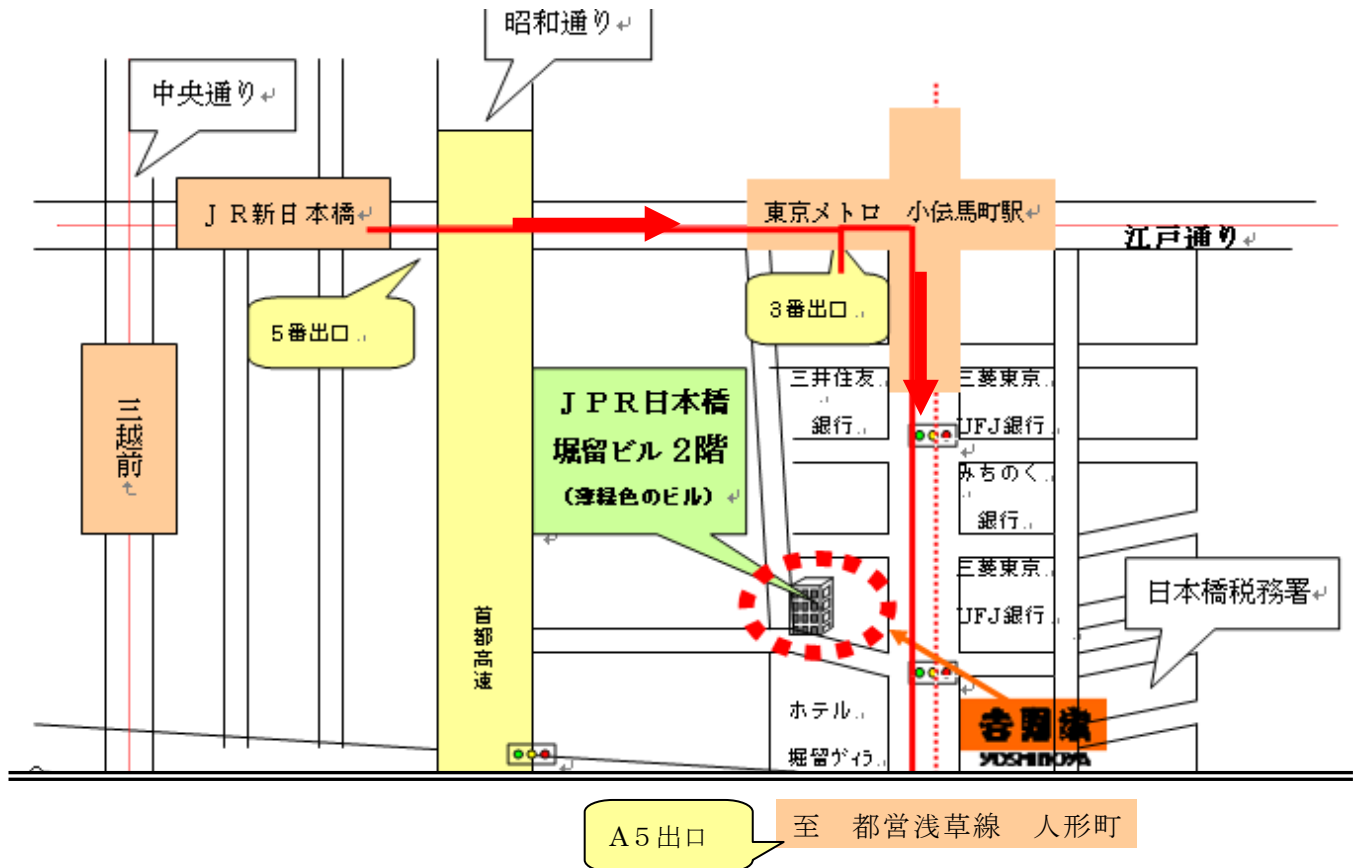 昭和通り
中央通り
JR新日本橋
東京メトロ 小伝馬町駅
江戸通り
5番出口
3番出口
三越前
JPR日本橋
堀留ビル 2階
(薄緑色のビル)
三井住友
銀行
三菱東京
UFJ銀行
みちのく
銀行
三菱東京
UFJ銀行
日本橋税務署
首都高速
ホテル
堀留ヴィラ
吉野家
YOSHINOYA
A5出口
至 都営浅草線 人形町